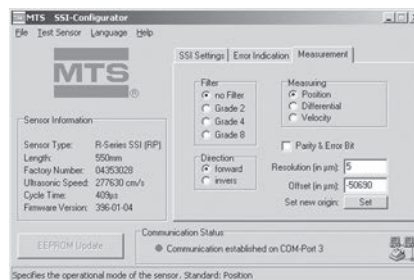 MTS SSI-Configurator
File Test Sensor Language Help
MTS
®
Sensor Information
Sensor Type: R-Series SSI (RP)
Length: 550mm
Factory Number: 04353028
Ultrasonic Speed: 277630 cm/s
Cycle Time: 409µs
Firmware Version: 396-01-04
EEPROM Update
SSI Settings Error Indication Measurement
Filter
no Filter
Grade 2
Grade 4
Grade 8
Direction
forward
invers
Measuring
Position
Differential
Velocity
Parity & Error Bit
Resolution (in µm): 5
Offset (in µm): -50690
Set new origin: Set
Communication Status
Communication established on COM-Port 3
Specifies the operational mode of the sensor. Standard: Position